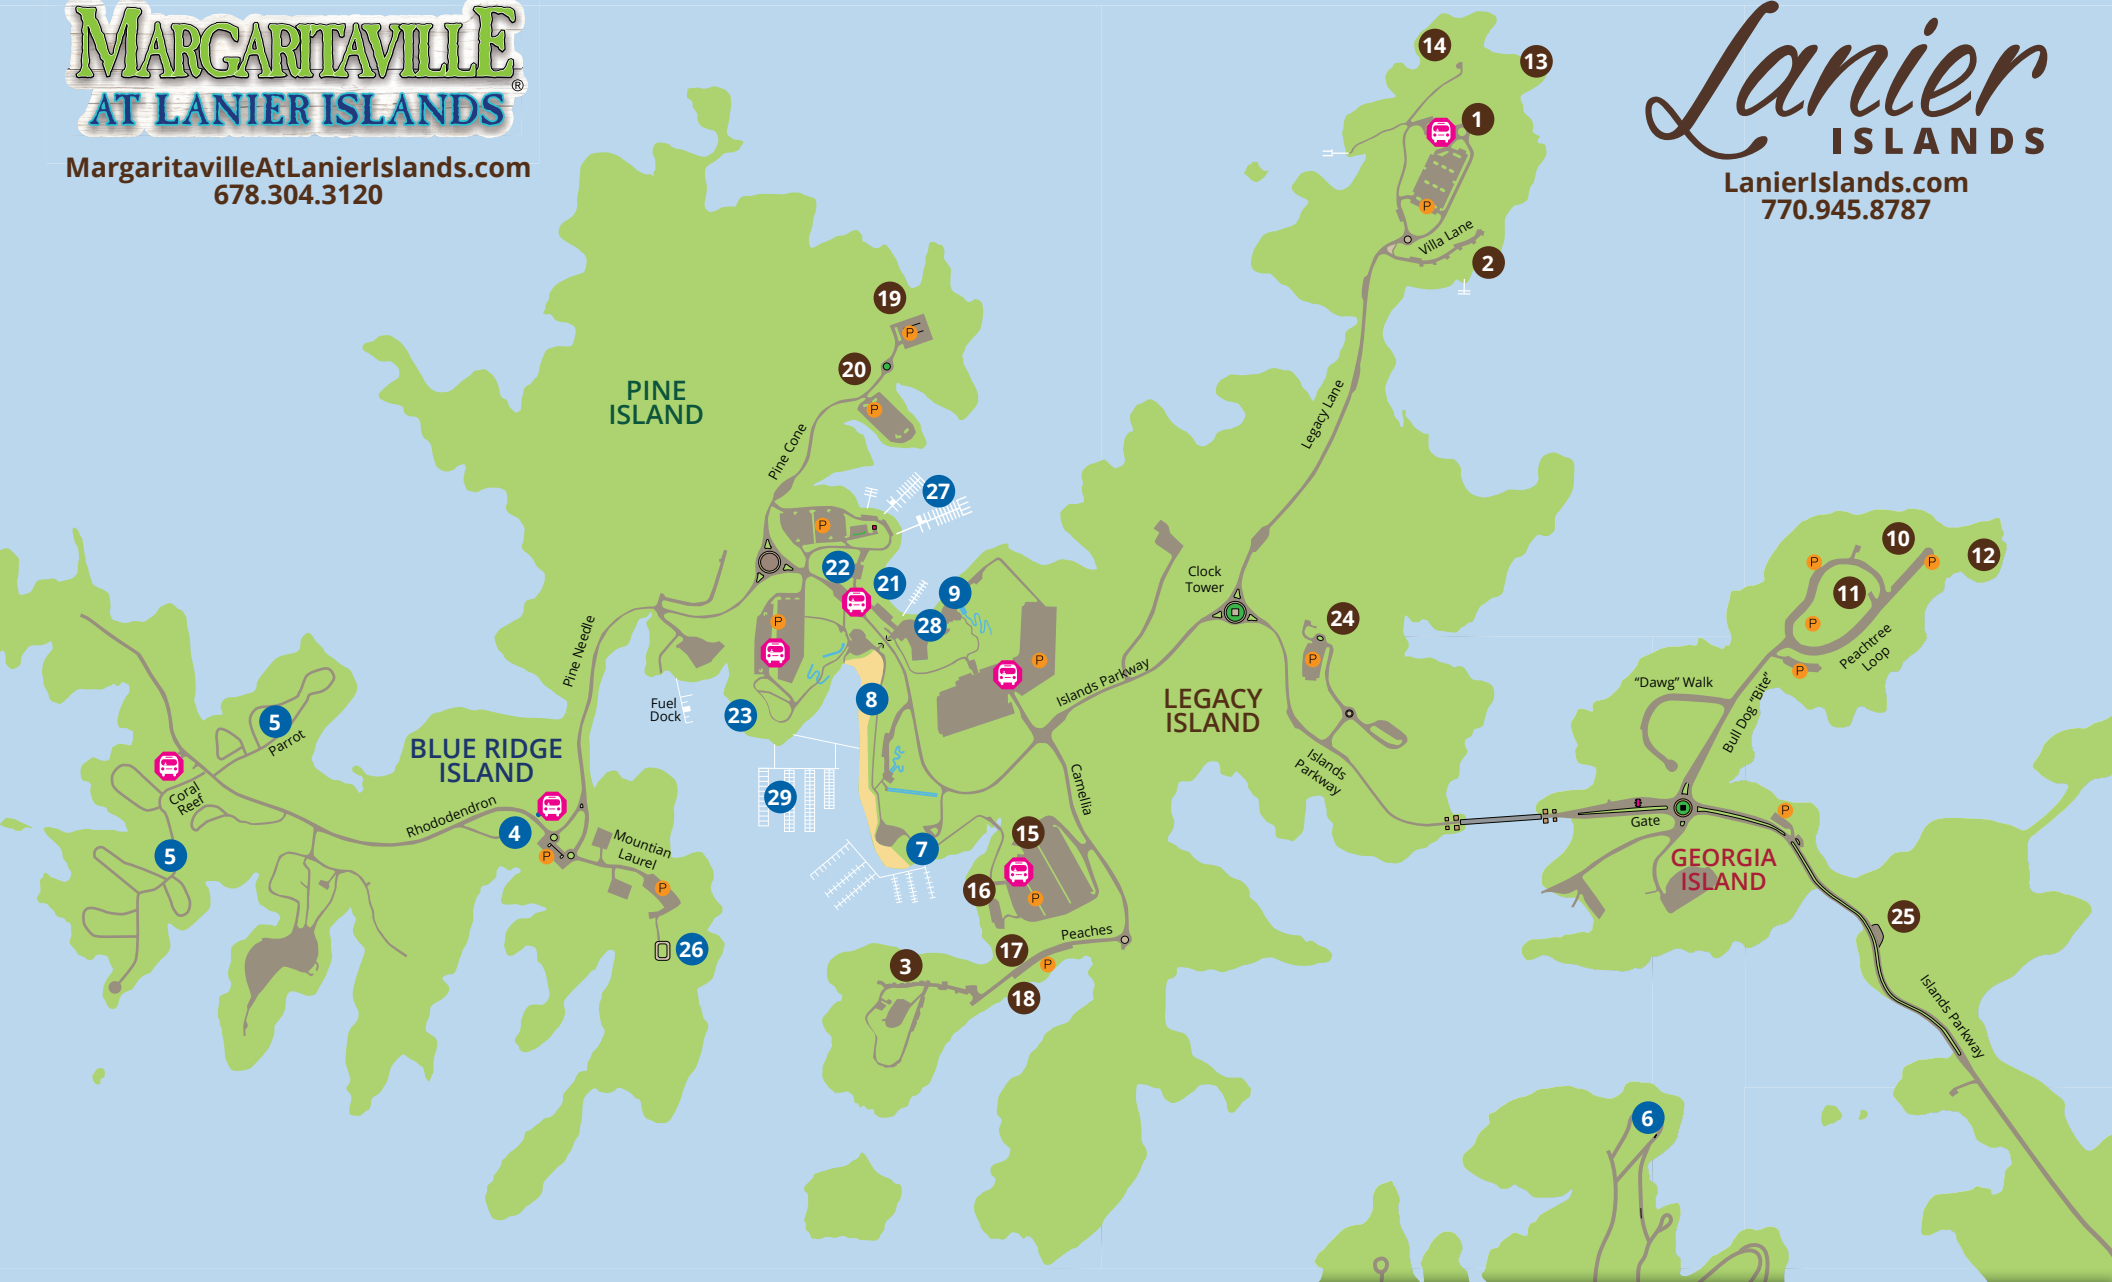 MARGARITAVILLE
®
AT LANIER ISLANDS
MargaritavilleAtLanierIslands.com
678.304.3120
Lanier
ISLANDS
LanierIslands.com
770.945.8787
14
13
1
P
Villa Lane
2
19
P
20
P
PINE
ISLAND
Pine Cone
Legacy Lane
27
P
22
21
9
28
P
P
Clock
Tower
24
P
10
12
P
P
11
P
P
Peachtree
Loop
Pine Needle
Fuel
Dock
23
8
Islands Parkway
LEGACY
ISLAND
"Dawg" Walk
Bull Dog "Bite"
5
Parrot
BLUE RIDGE
ISLAND
Coral
Reef
Rhododendron
29
Camellia
Islands
Parkway
Gate
P
GEORGIA
ISLAND
4
P
Mountian
Laurel
P
5
7
15
16
P
26
17
Peaches
P
3
18
25
Islands Parkway
6